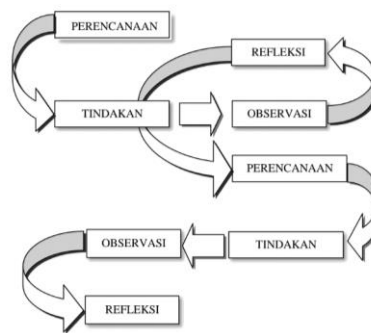 PERENCANAAN
REFLEKSI
TINDAKAN
OBSERVASI
PERENCANAAN
OBSERVASI
TINDAKAN
REFLEKSI